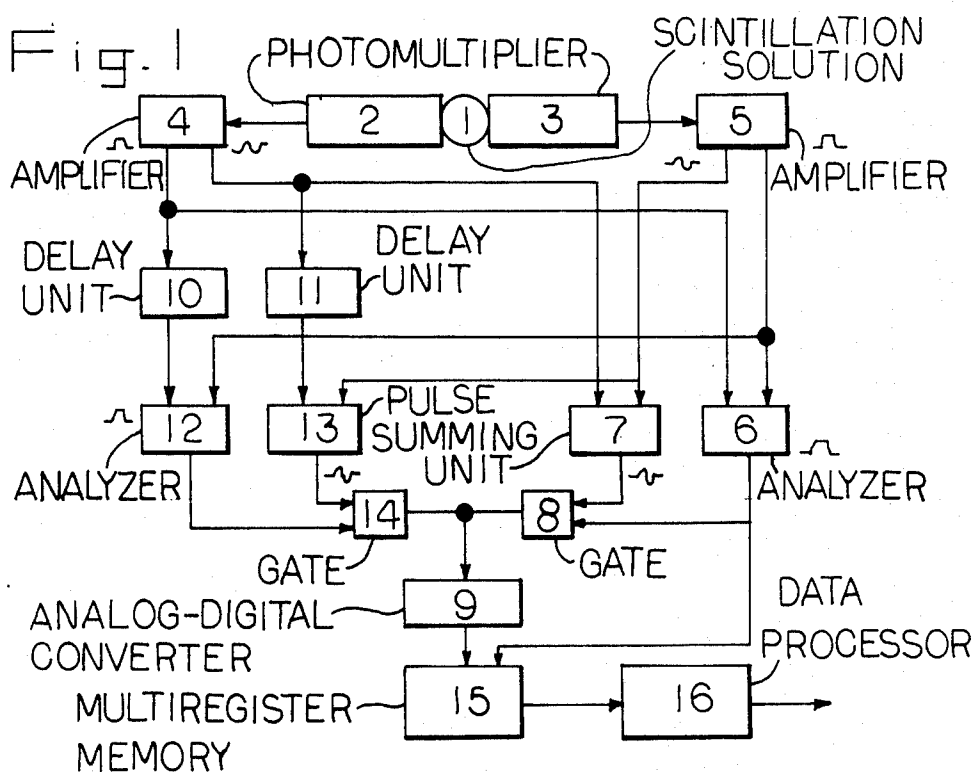 Fig. 1
PHOTOMULTIPLIER
SCINTILLATION
SOLUTION
4
2
1
3
5
AMPLIFIER
AMPLIFIER
DELAY
UNIT
10
11
DELAY
UNIT
12
13
PULSE
SUMMING
UNIT
7
6
ANALYZER
ANALYZER
14
8
GATE
GATE
ANALOG-DIGITAL
CONVERTER
9
DATA
PROCESSOR
MULTIREGISTER
MEMORY
15
16